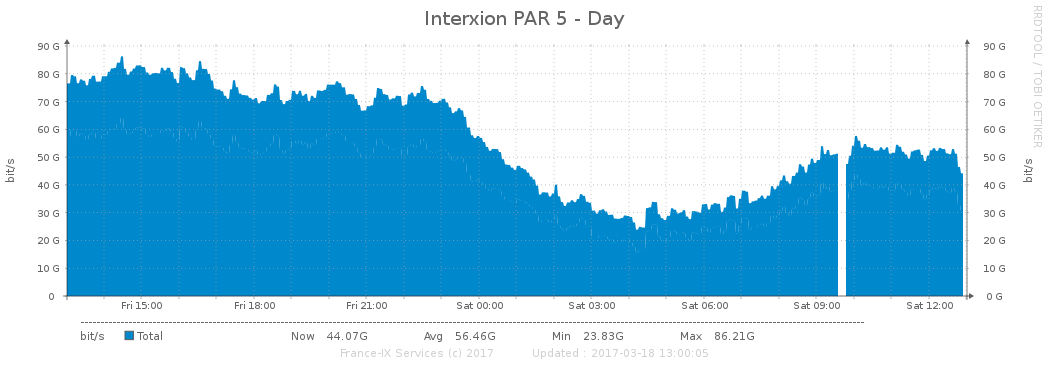 Interxion PAR 5 - Day
RRDTOOL / TOBI OETIKER
bit/s
90 G 90 G
80 G 80 G
70 G 70 G
60 G 60 G
50 G 50 G
40 G 40 G
30 G 30 G
20 G 20 G
10 G 10 G
0 0 G
bit/s
Fri 15:00 Fri 18:00 Fri 21:00 Sat 00:00 Sat 03:00 Sat 06:00 Sat 09:00 Sat 12:00
bit/s Total Now 44.07G Avg 56.46G Min 23.83G Max 86.21G
France-IX Services (c) 2017 Updated : 2017-03-18 13:00:05